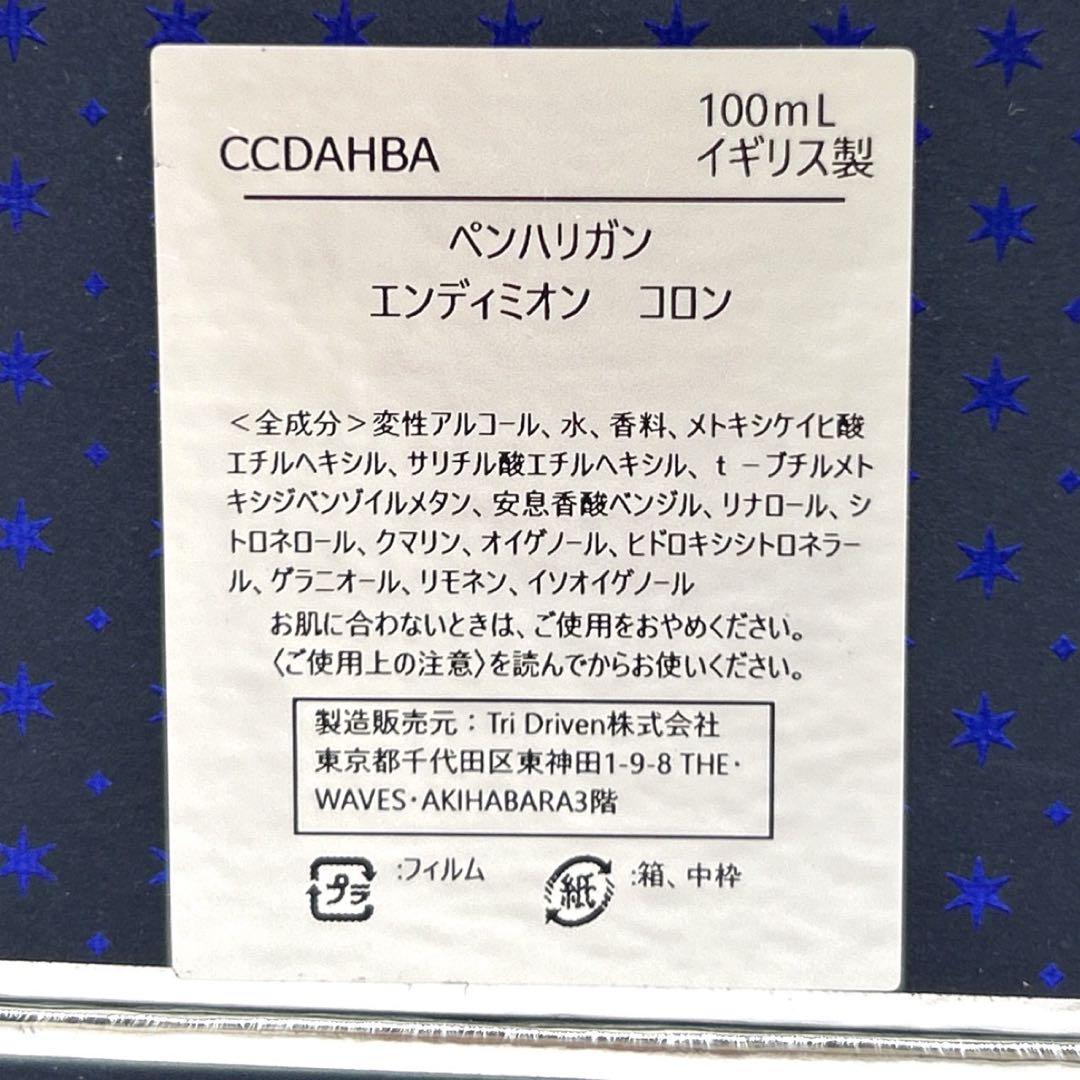 CCDAHBA
100mL
イギリス製
ペンハリガン
エンディミオン　コロン
＜全成分＞変性アルコール、水、香料、メトキシケイヒ酸
エチルヘキシル、サリチル酸エチルヘキシル、ｔ－ブチルメト
キシジベンゾイルメタン、安息香酸ベンジル、リナロール、シ
トロネロール、クマリン、オイゲノール、ヒドロキシシトロネラー
ル、ゲラニオール、リモネン、イソオイゲノール
お肌に合わないときは、ご使用をおやめください。
〈ご使用上の注意〉を読んでからお使いください。
製造販売元：Tri Driven株式会社
東京都千代田区東神田1-9-8 THE・
WAVES・AKIHABARA3階
プラ :フィルム
紙 :箱、中枠